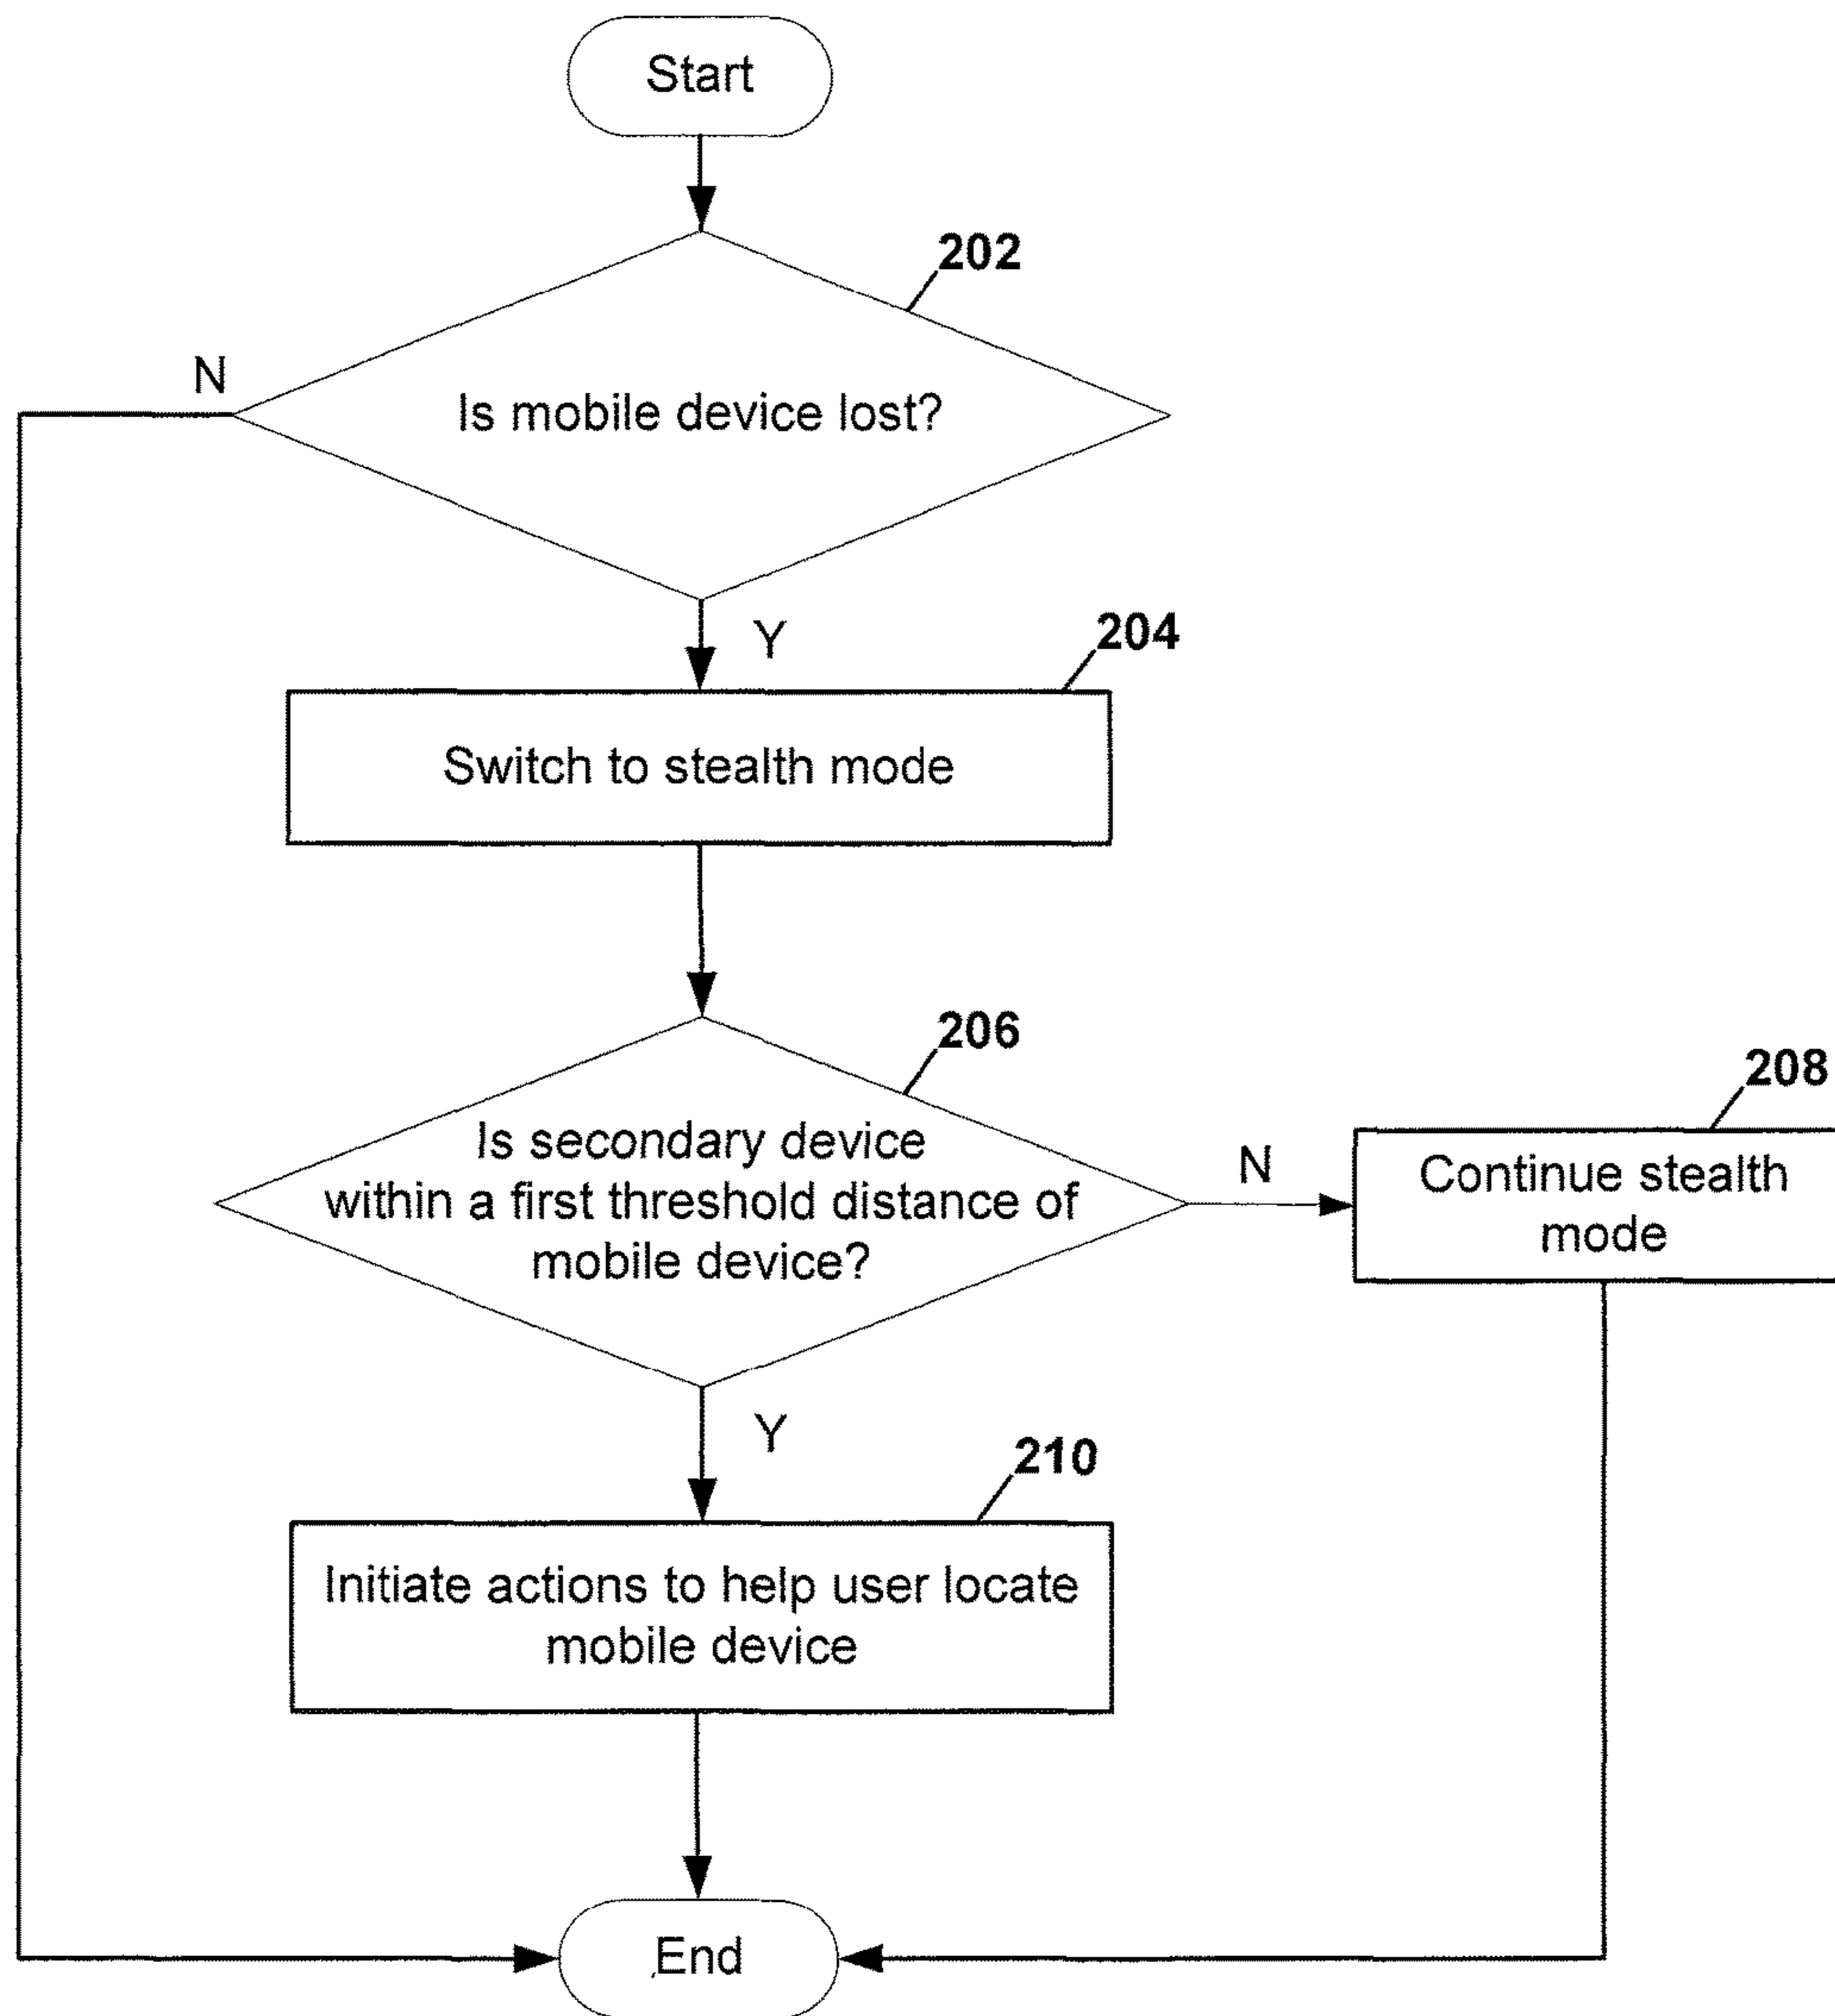 Start
202
N
Is mobile device lost?
Y
204
Switch to stealth mode
206
Is secondary device
within a first threshold distance of
mobile device?
N
208
Continue stealth
mode
Y
210
Initiate actions to help user locate
mobile device
End